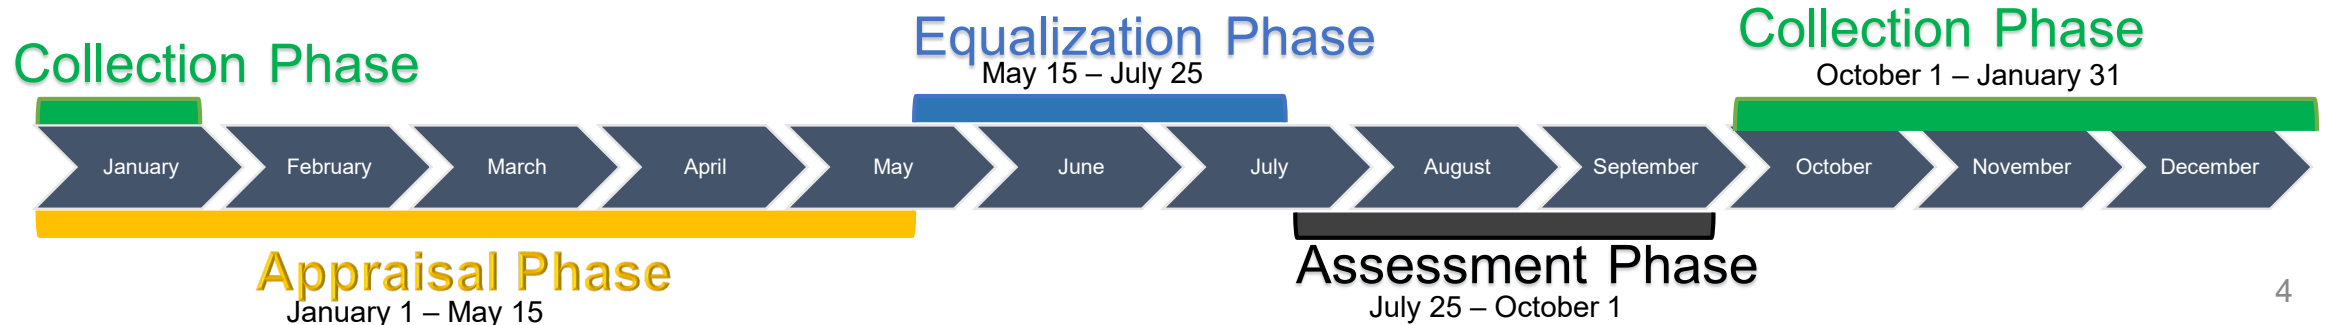 Collection Phase
Equalization Phase
May 15 – July 25
Collection Phase
October 1 – January 31
January
February
March
April
May
June
July
August
September
October
November
December
Appraisal Phase
January 1 – May 15
Assessment Phase
July 25 – October 1
4